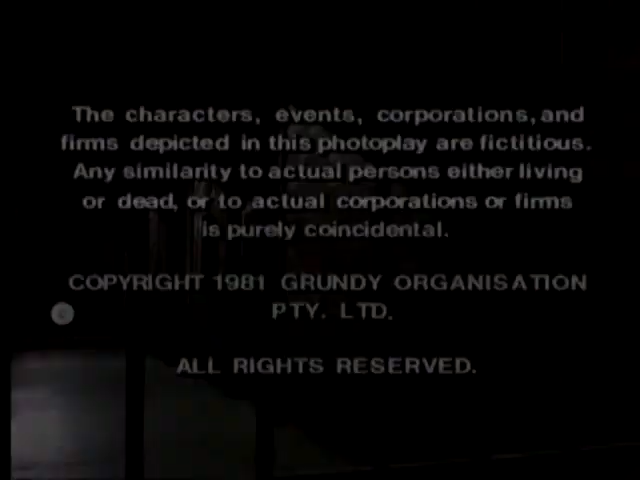 The characters, events, corporations, and
firms depicted in this photoplay are fictitious.
Any similarity to actual persons either living
or dead, or to actual corporations or firms
is purely coincidental.
COPYRIGHT 1981 GRUNDY ORGANISATION
PTY. LTD.
ALL RIGHTS RESERVED.